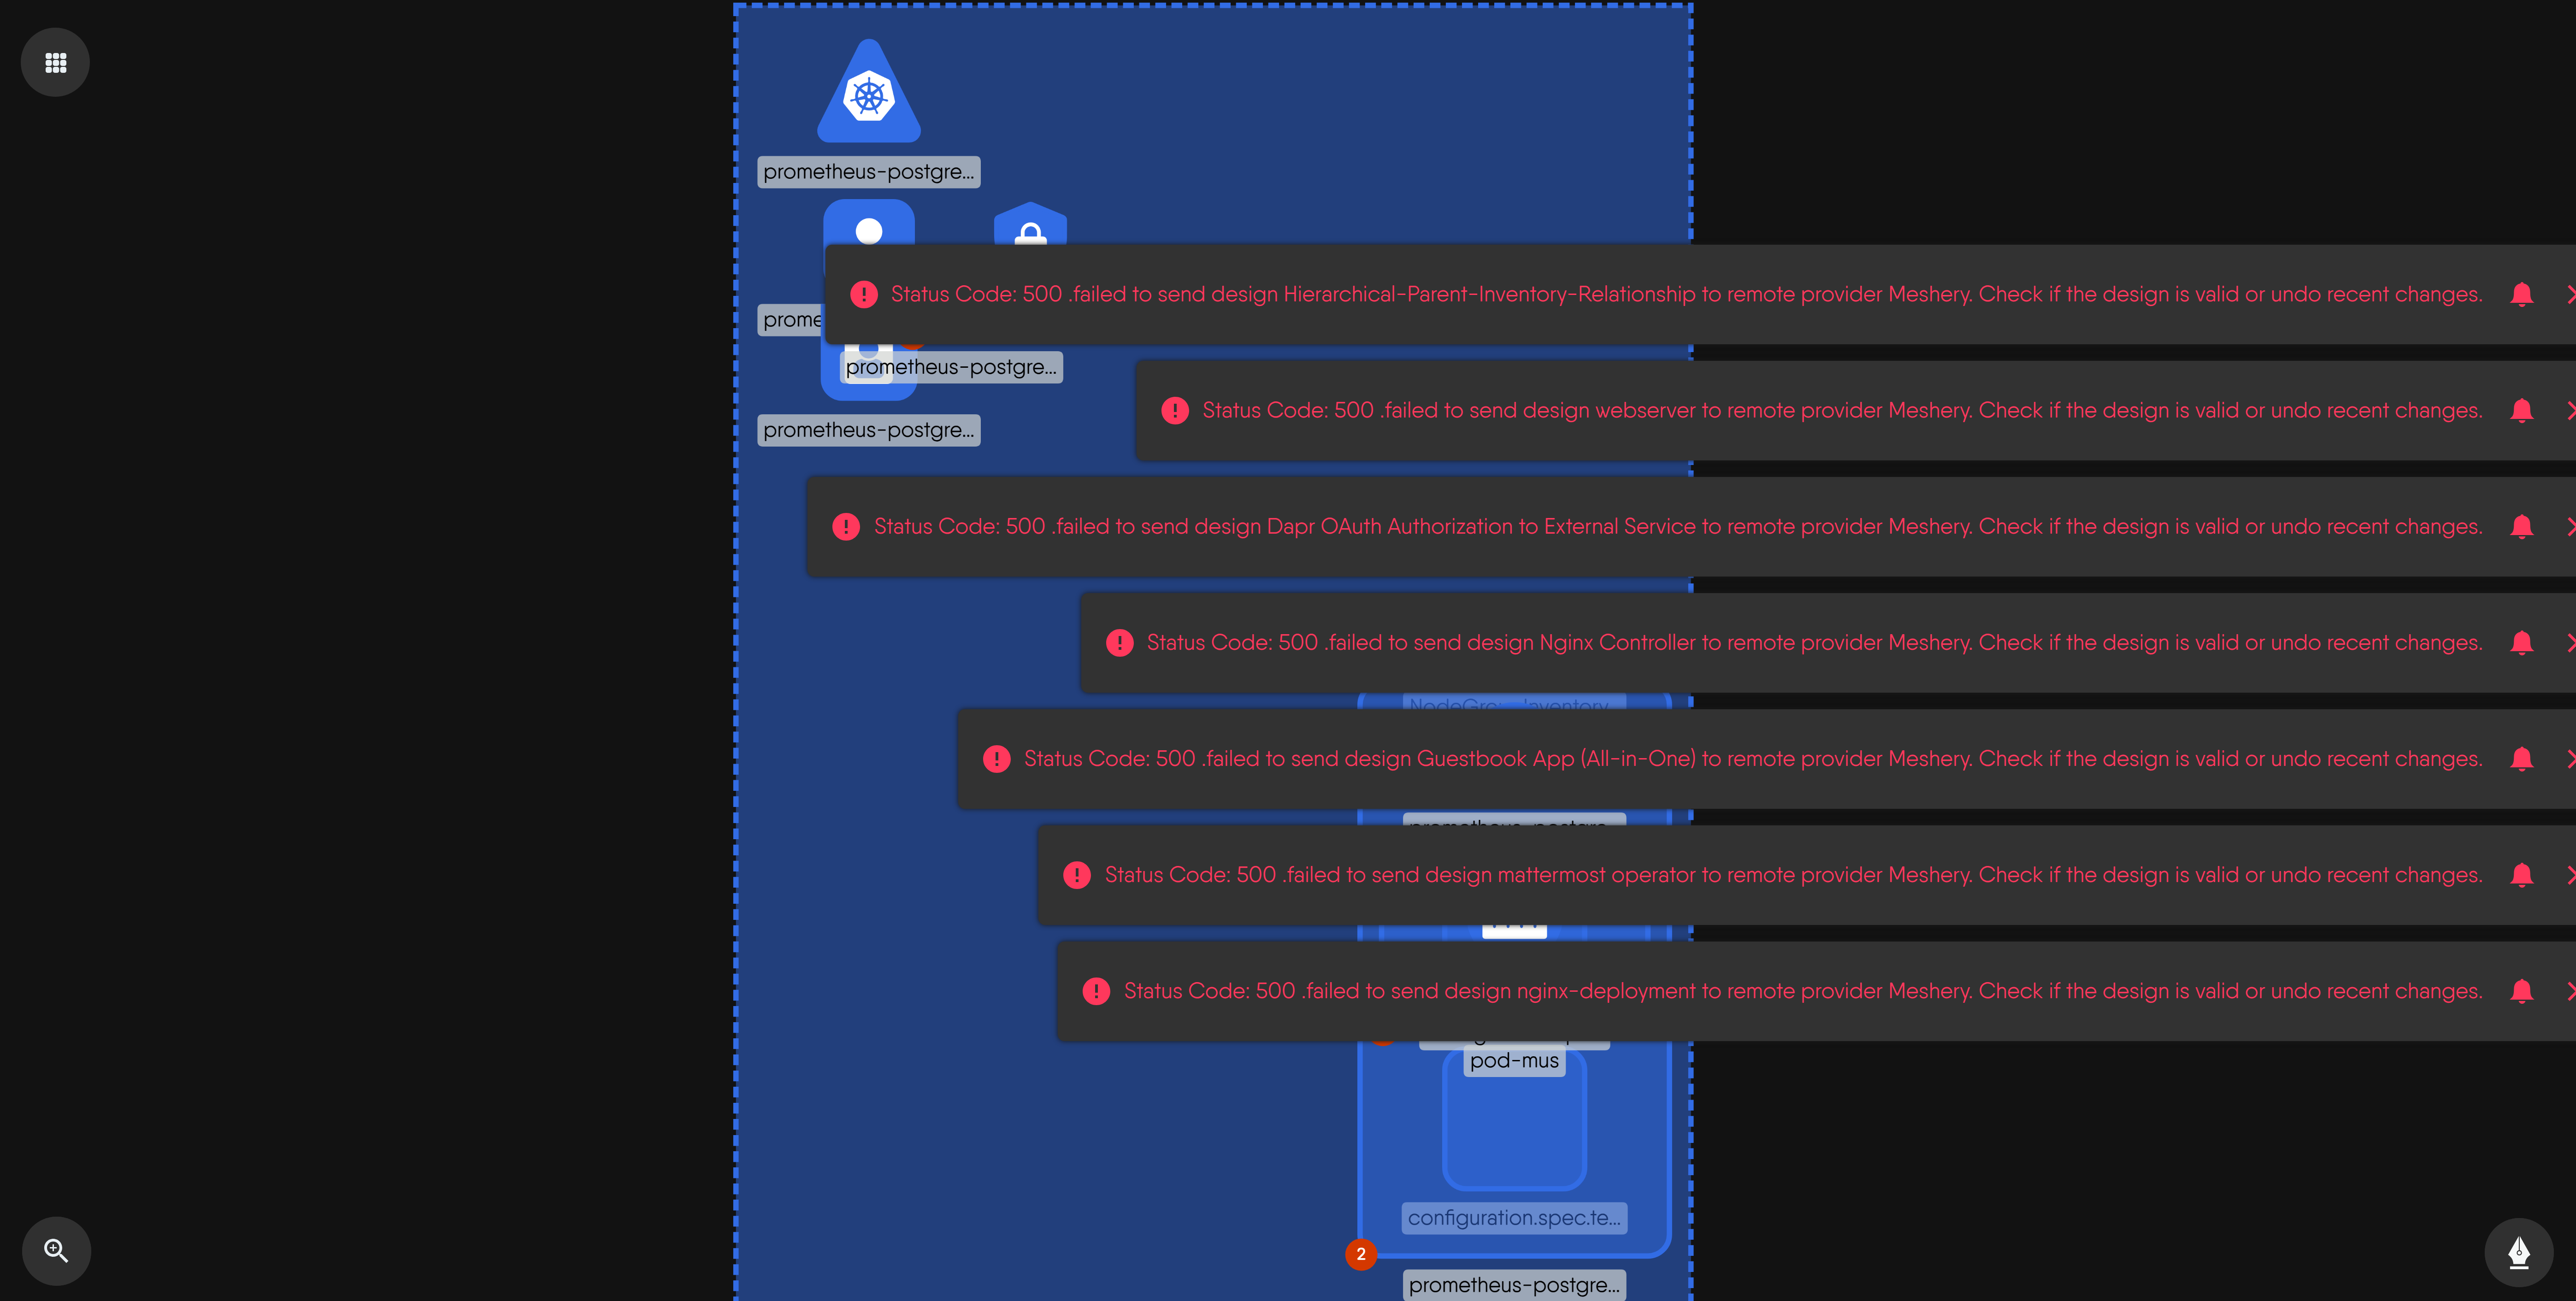 prometheus-postgre...
Status Code: 500 .failed to send design Hierarchical-Parent-Inventory-Relationship to remote provider Meshery. Check if the design is valid or undo recent changes.
prome
prometheus-postgre...
Status Code: 500 .failed to send design webserver to remote provider Meshery. Check if the design is valid or undo recent changes.
prometheus-postgre...
Status Code: 500 .failed to send design Dapr OAuth Authorization to External Service to remote provider Meshery. Check if the design is valid or undo recent changes.
Status Code: 500 .failed to send design Nginx Controller to remote provider Meshery. Check if the design is valid or undo recent changes.
Status Code: 500 .failed to send design Guestbook App (All-in-One) to remote provider Meshery. Check if the design is valid or undo recent changes.
Status Code: 500 .failed to send design mattermost operator to remote provider Meshery. Check if the design is valid or undo recent changes.
Status Code: 500 .failed to send design nginx-deployment to remote provider Meshery. Check if the design is valid or undo recent changes.
pod-mus
configuration.spec.te...
2
prometheus-postgre...